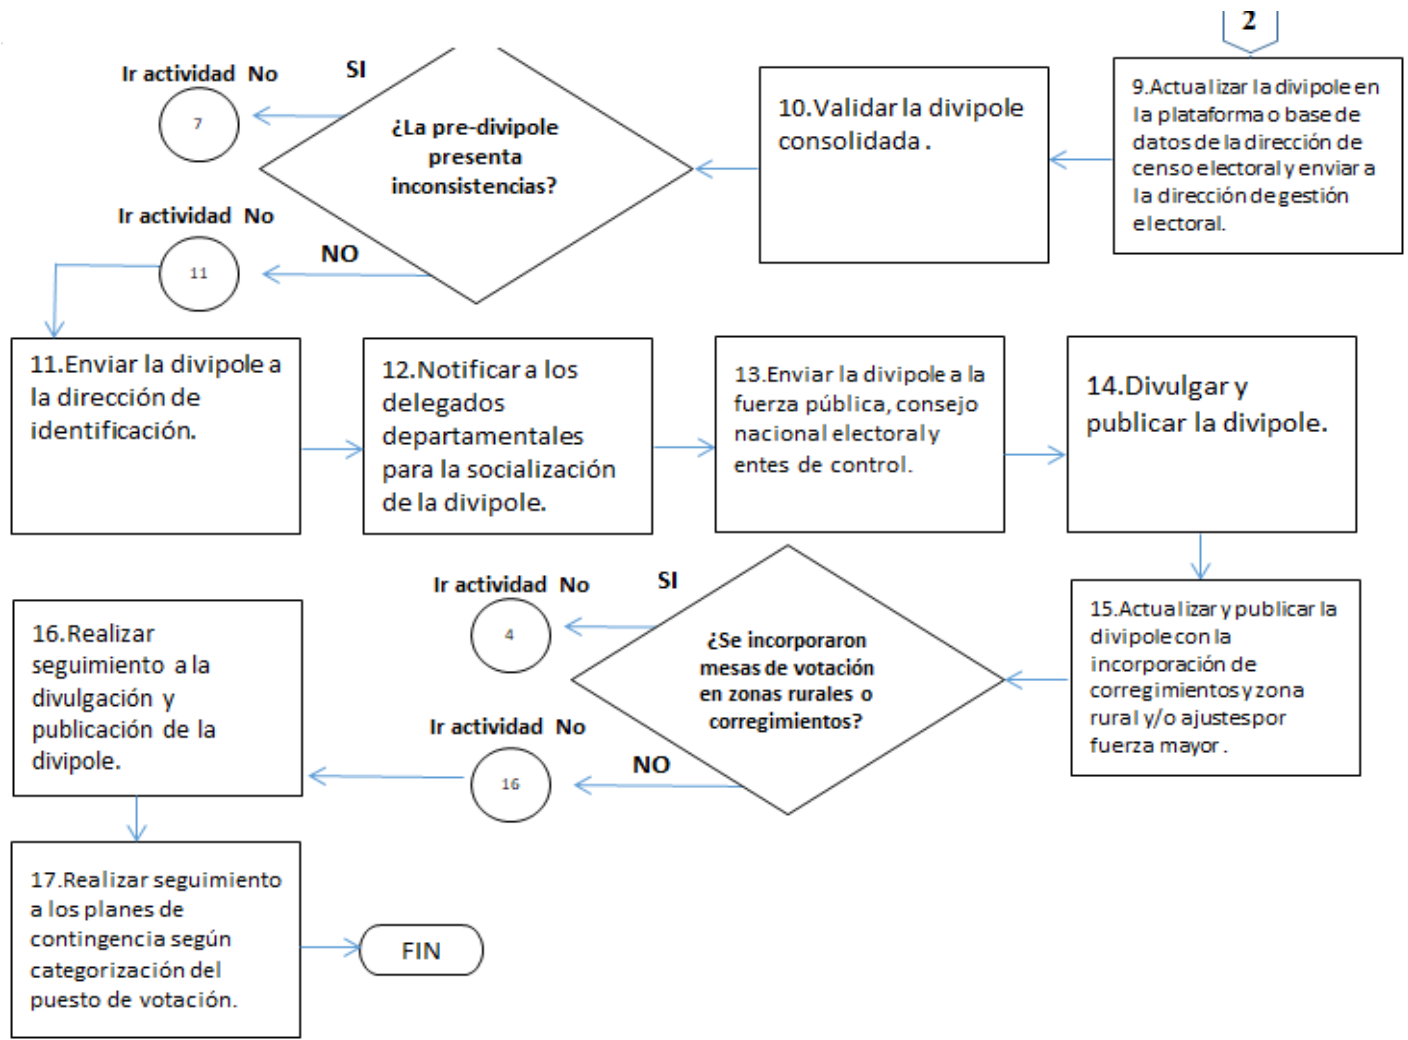 2
9.Actualizar la divipole en
la plataforma o base de
datos de la dirección de
censo electoral y enviar a
la dirección de gestión
electoral.
10.Validar la divipole
consolidada.
¿La pre-divipole
presenta
inconsistencias?
SI
Ir actividad No
7
NO
Ir actividad No
11
11.Enviar la divipole a
la dirección de
identificación.
12.Notificar a los
delegados
departamentales
para la socialización
de la divipole.
13.Enviar la divipole a la
fuerza pública, consejo
nacional electoral y
entes de control.
14.Divulgar y
publicar la divipole.
15.Actualizar y publicar la
divipole con la
incorporación de
corregimientos y zona
rural y/o ajustes por
fuerza mayor.
¿Se incorporaron
mesas de votación
en zonas rurales o
corregimientos?
SI
Ir actividad No
4
NO
Ir actividad No
16
16.Realizar
seguimiento a la
divulgación y
publicación de la
divipole.
17.Realizar seguimiento
a los planes de
contingencia según
categorización del
puesto de votación.
FIN